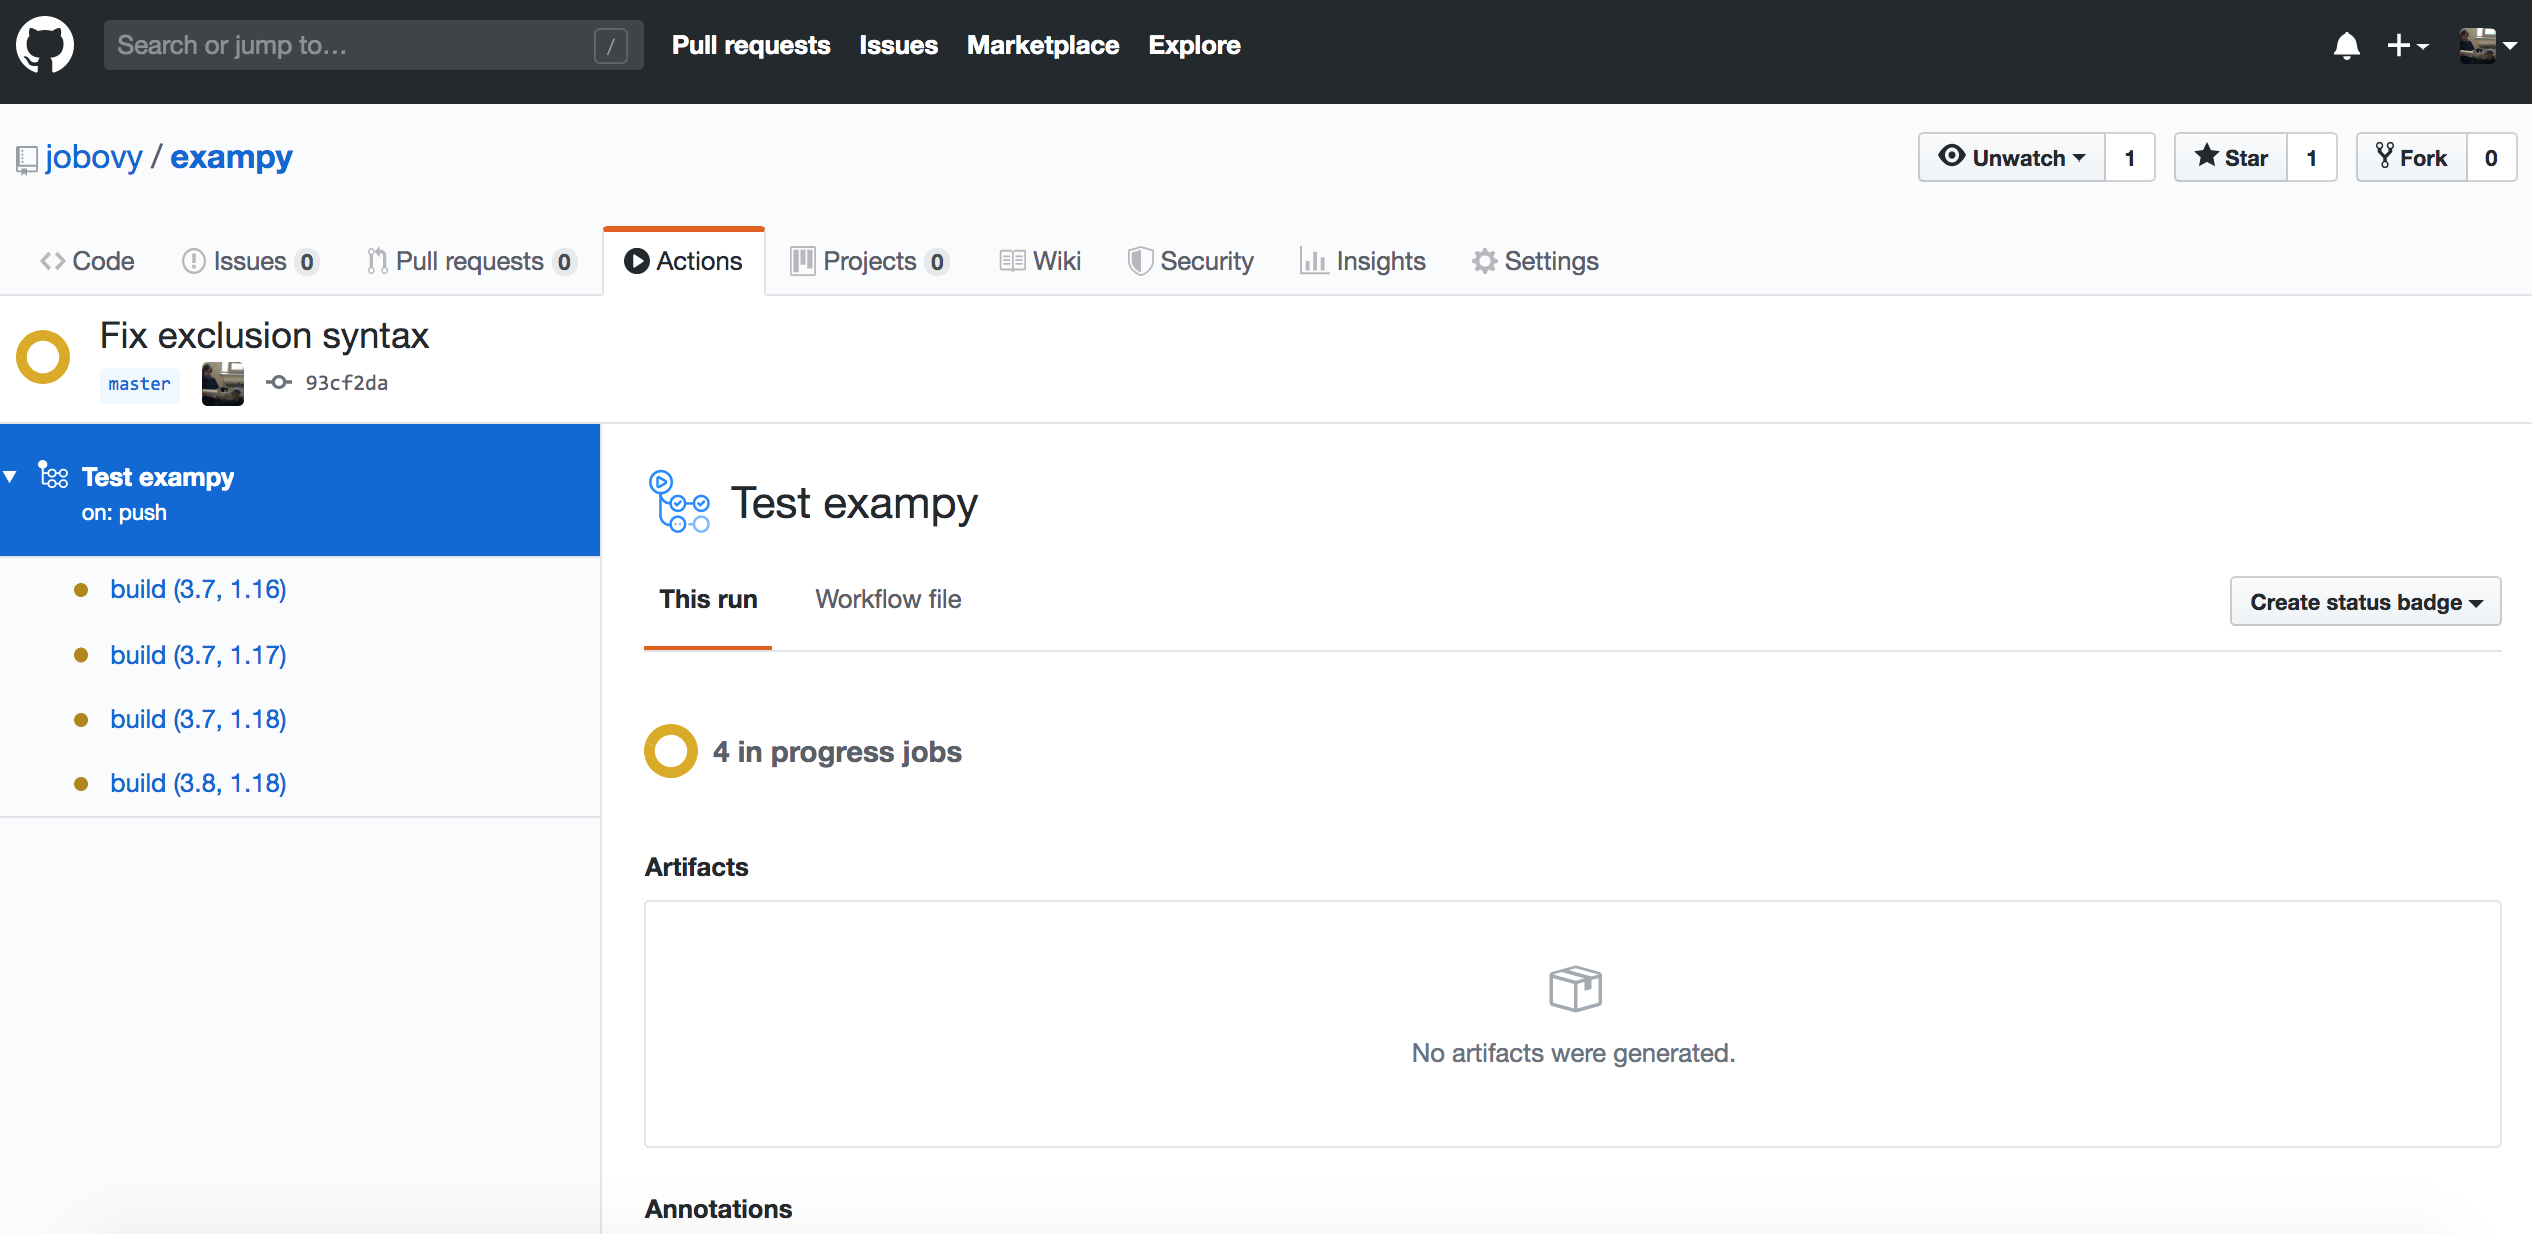 Search or jump to… /
Pull requests Issues Marketplace Explore
jobovy / exampy
Unwatch 1 Star 1 Fork 0
Code Issues 0 Pull requests 0 Actions Projects 0 Wiki Security Insights Settings
Fix exclusion syntax
master 93cf2da
Test exampy
on: push
build (3.7, 1.16)
build (3.7, 1.17)
build (3.7, 1.18)
build (3.8, 1.18)
Test exampy
This run Workflow file
Create status badge
4 in progress jobs
Artifacts
No artifacts were generated.
Annotations